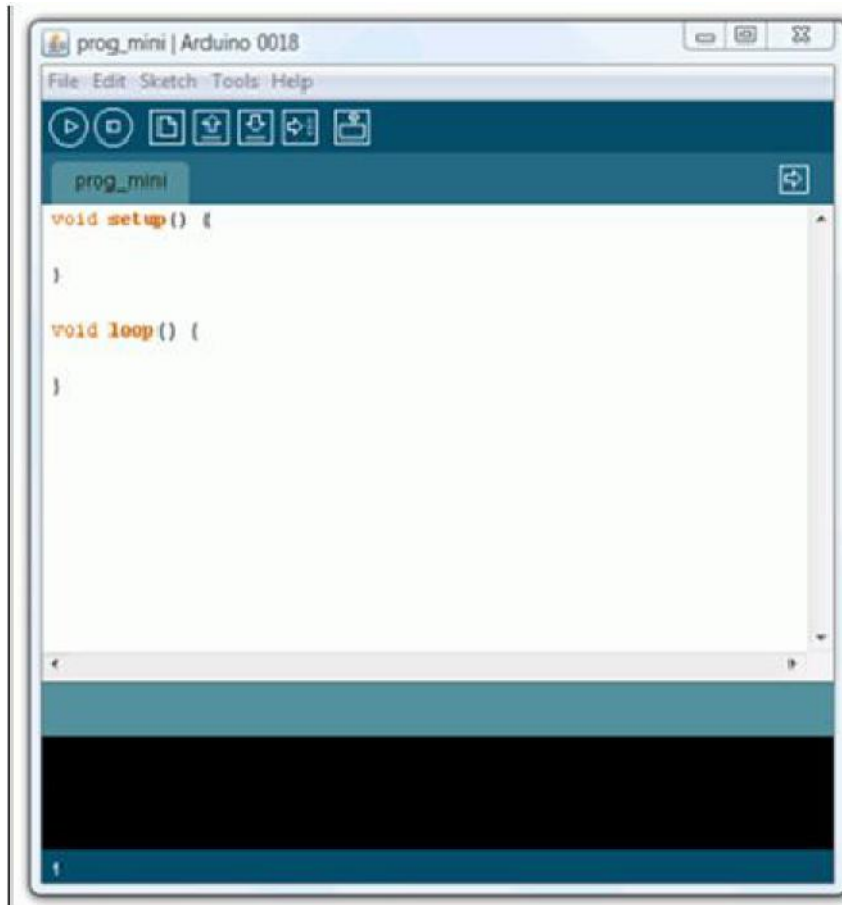 prog_mini | Arduino 0018
File Edit Sketch Tools Help
prog_mini
void setup() {
}
void loop() {
}
1